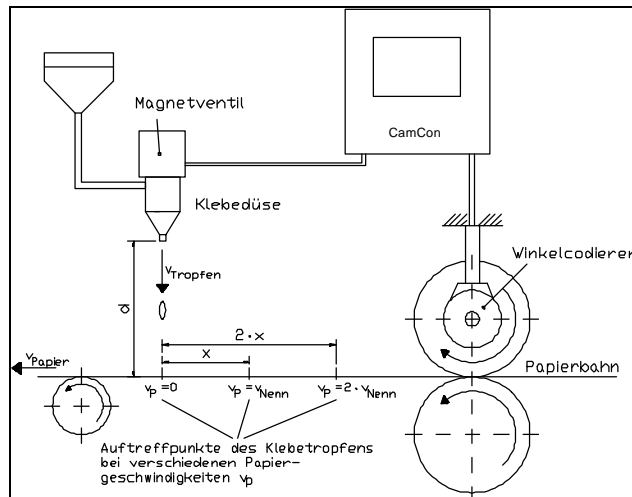 Magnetventil
CamCon
Klebedüse
Winkelcodierer
vTropfen
d
2·x
x
vPapier
Papierbahn
vp=0
vp=vNenn
vp=2·vNenn
Auftreffpunkte des Klebetropfens
bei verschiedenen Papier-
geschwindigkeiten vp